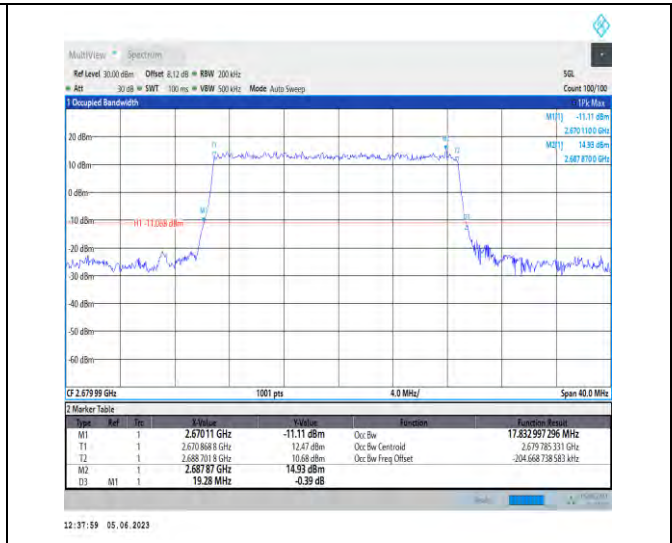 MultiView Spectrum
Ref Level 30.00 dBm Offset 8.12 dB RBW 200 kHz SGL
Att 30 dB SWT 100 ms VBW 500 kHz Mode Auto Sweep Count 100/100
1 Occupied Bandwidth 1Pk Max
M1[1] -11.11 dBm
2.670 1100 GHz
M2[1] 14.93 dBm
2.687 8700 GHz
20 dBm
M2
T1
T2
10 dBm
0 dBm
M1
D3
-10 dBm
H1 -11.068 dBm
-20 dBm
-30 dBm
-40 dBm
-50 dBm
-60 dBm
CF 2.679 99 GHz 1001 pts 4.0 MHz/ Span 40.0 MHz
2 Marker Table
Type Ref Trc X-Value Y-Value Function Function Result
M1 1 2.670 11 GHz -11.11 dBm Occ Bw 17.832 997 296 MHz
T1 1 2.670 868 8 GHz 12.47 dBm Occ Bw Centroid 2.679 785 331 GHz
T2 1 2.688 701 8 GHz 10.68 dBm Occ Bw Freq Offset -204.668 738 583 kHz
M2 1 2.687 87 GHz 14.93 dBm
D3 M1 1 19.28 MHz -0.39 dB
12:37:59 05.06.2023